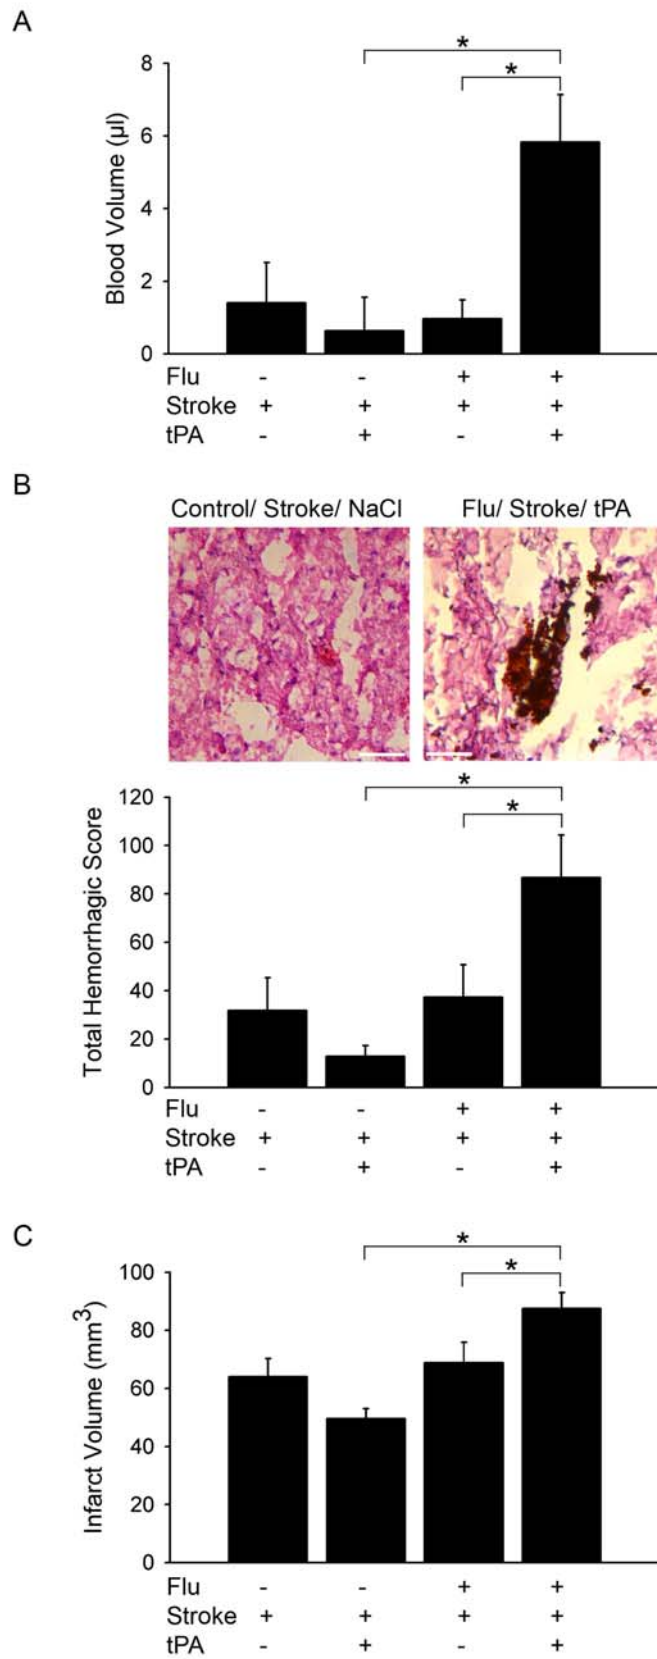 A
*
*
8
6
4
2
0
Blood Volume (µl)
Flu - - + +
Stroke + + + +
tPA - + - +
B
Control/ Stroke/ NaCl Flu/ Stroke/ tPA
*
*
120
100
80
60
40
20
0
Total Hemorrhagic Score
Flu - - + +
Stroke + + + +
tPA - + - +
C
*
*
100
80
60
40
20
0
Infarct Volume (mm³)
Flu - - + +
Stroke + + + +
tPA - + - +